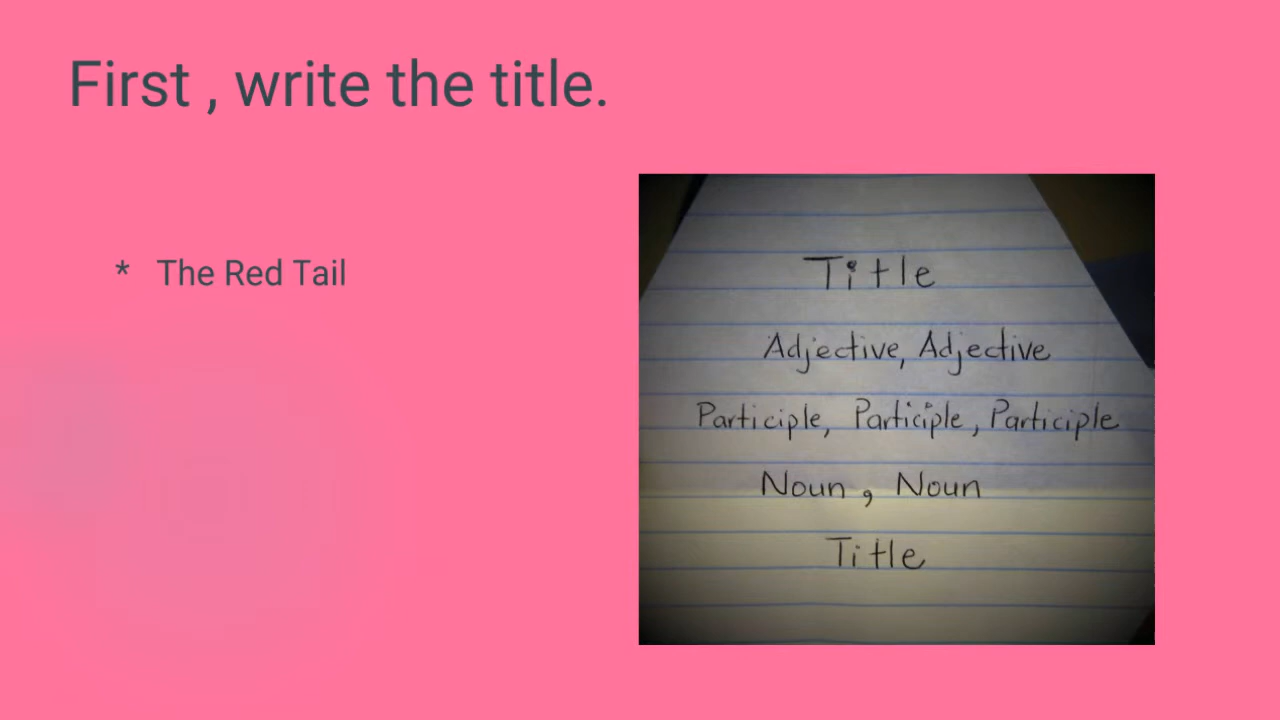 First , write the title.
* The Red Tail
Title
Adjective, Adjective
Participle, Participle, Participle
Noun, Noun
Title